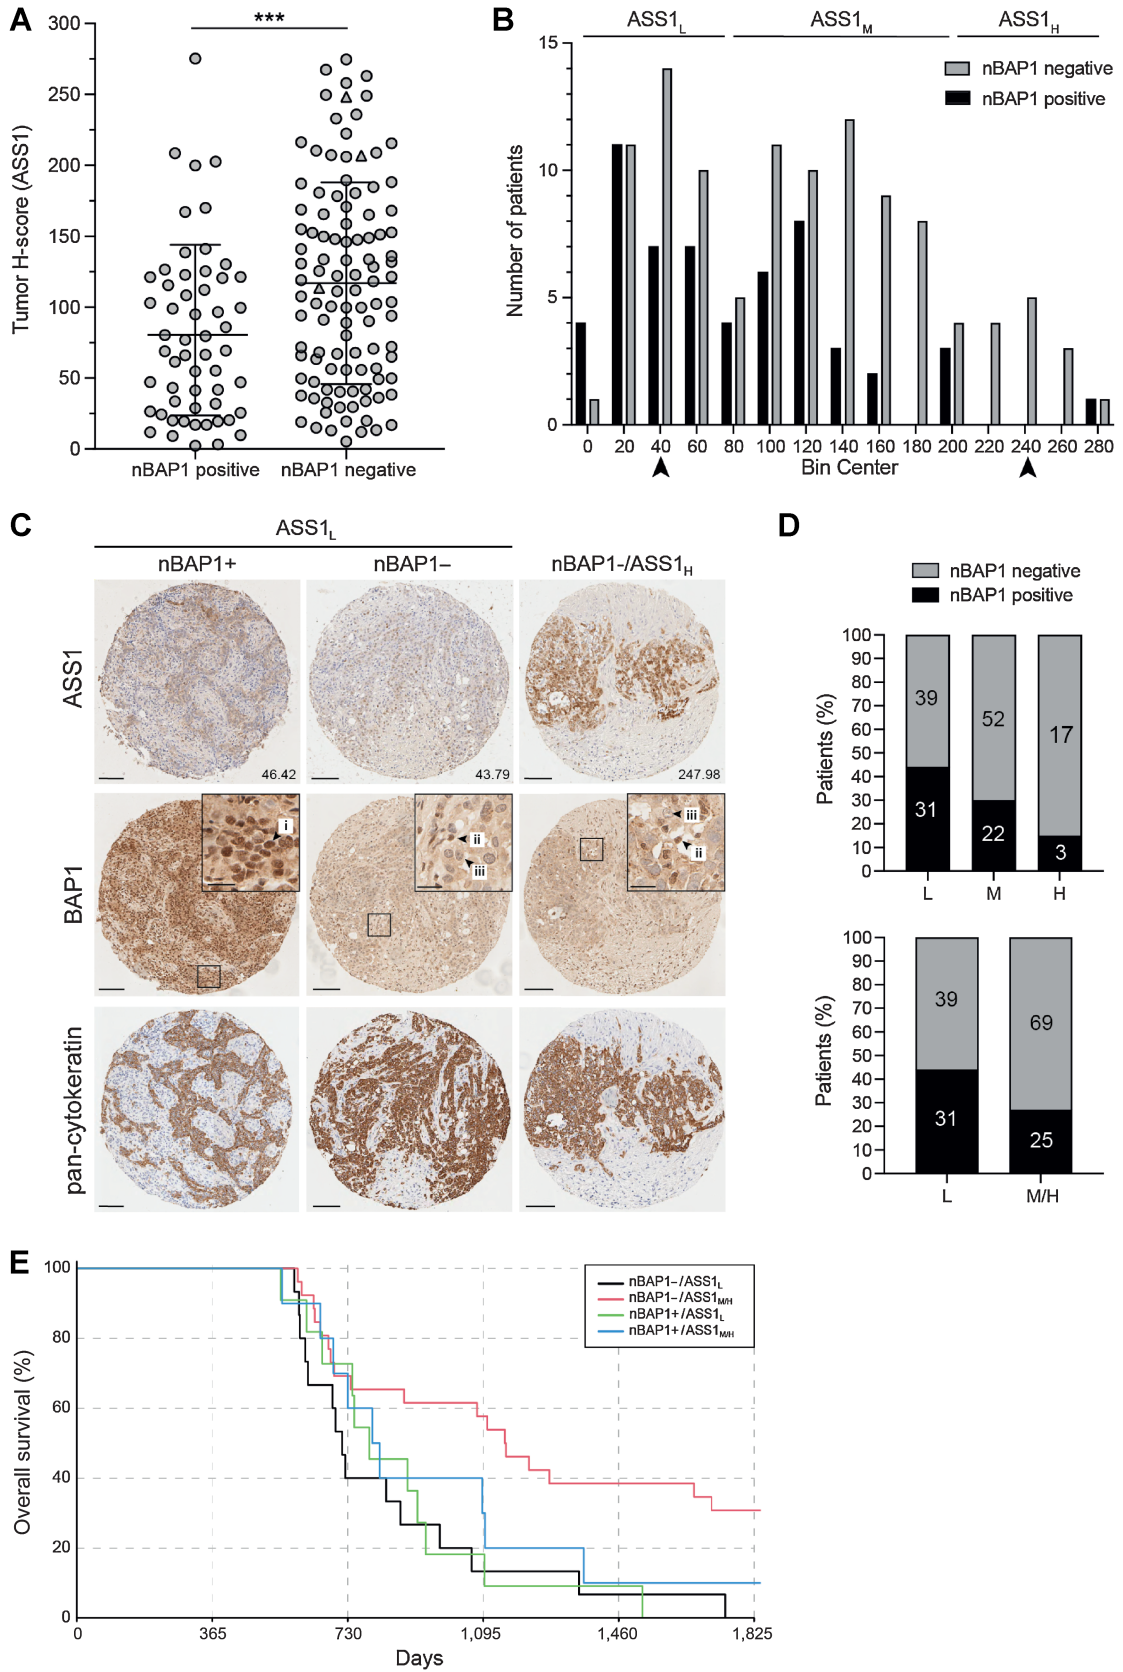 A
***
300
250
200
150
100
50
0
Tumor H-score (ASS1)
nBAP1 positive
nBAP1 negative
B
ASS1L
ASS1M
ASS1H
nBAP1 negative
nBAP1 positive
15
10
5
0
Number of patients
0 20 40 60 80 100 120 140 160 180 200 220 240 260 280
Bin Center
C
ASS1L
nBAP1+
nBAP1–
nBAP1-/ASS1H
ASS1
46.42
43.79
247.98
BAP1
i
ii
iii
iii
ii
pan-cytokeratin
D
nBAP1 negative
nBAP1 positive
100
90
80
70
60
50
40
30
20
10
0
Patients (%)
39
52
17
31
22
3
L
M
H
100
90
80
70
60
50
40
30
20
10
0
Patients (%)
39
69
31
25
L
M/H
E
100
80
60
40
20
0
Overall survival (%)
nBAP1–/ASS1L
nBAP1–/ASS1M/H
nBAP1+/ASS1L
nBAP1+/ASS1M/H
0 365 730 1,095 1,460 1,825
Days